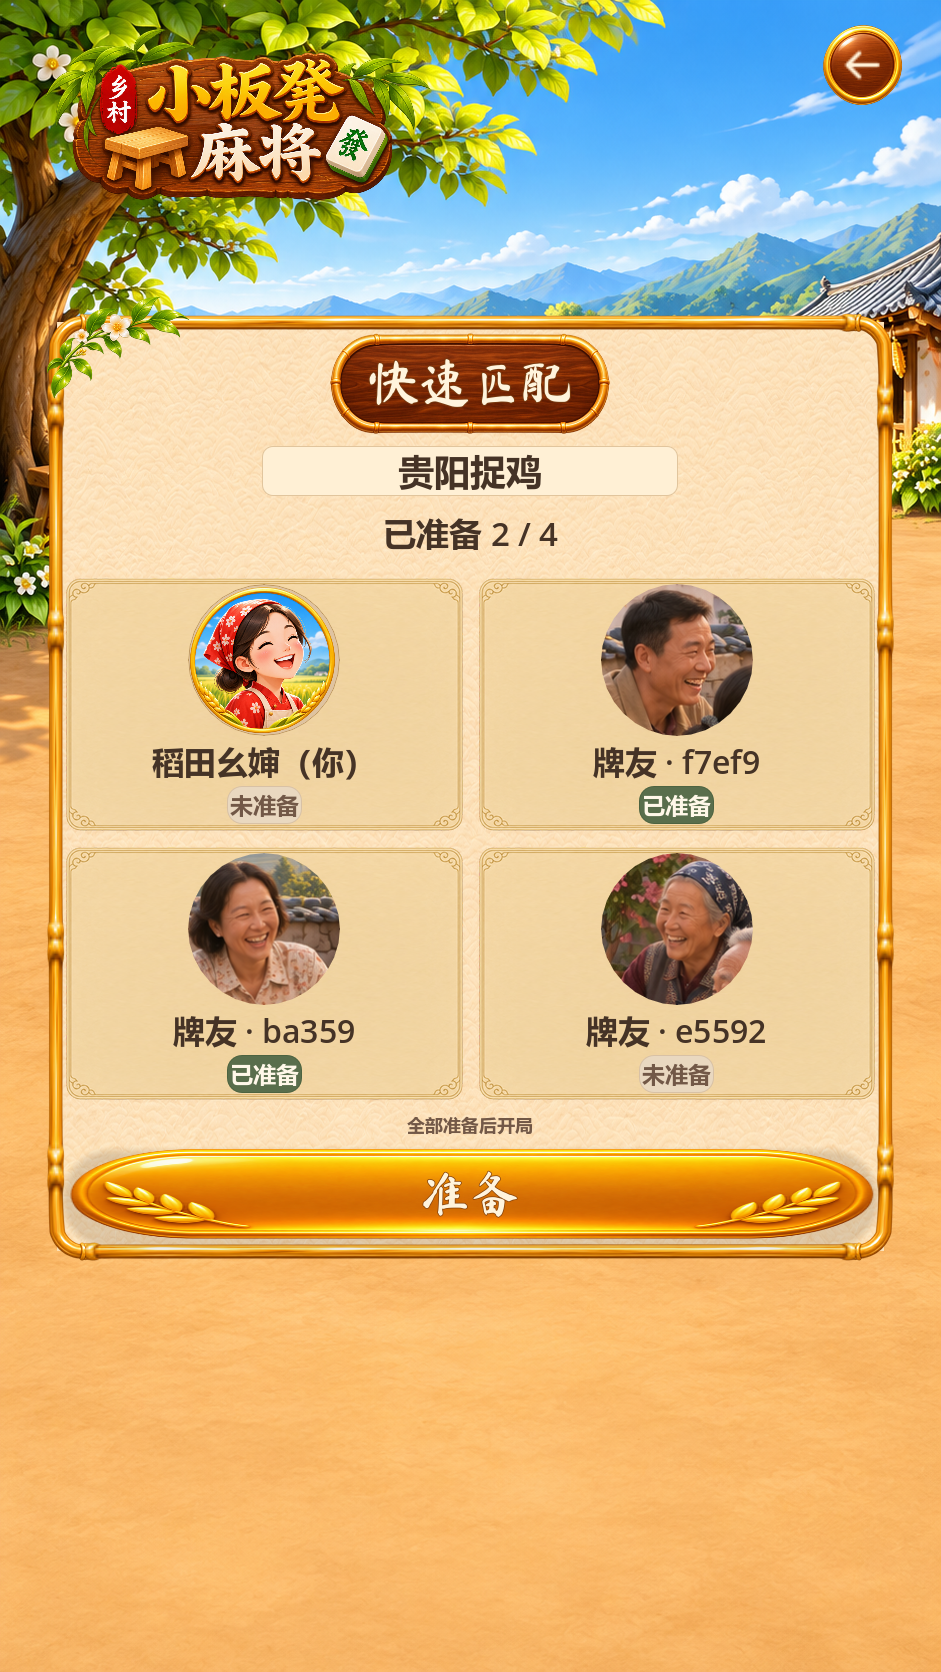 乡村
小板凳
麻将
發
快速匹配
贵阳捉鸡
已准备 2 / 4
稻田幺婶（你）
未准备
牌友 · f7ef9
已准备
牌友 · ba359
已准备
牌友 · e5592
未准备
全部准备后开局
准备